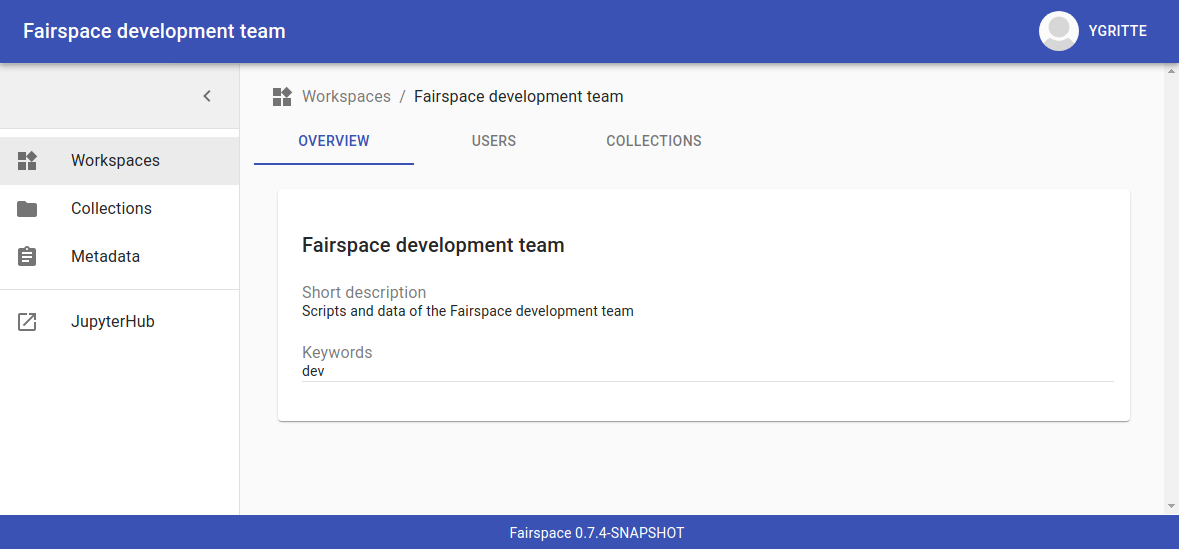 Fairspace development team
YGRITTE
Workspaces / Fairspace development team
OVERVIEW USERS COLLECTIONS
Workspaces
Collections
Metadata
JupyterHub
Fairspace development team
Short description
Scripts and data of the Fairspace development team
Keywords
dev
Fairspace 0.7.4-SNAPSHOT